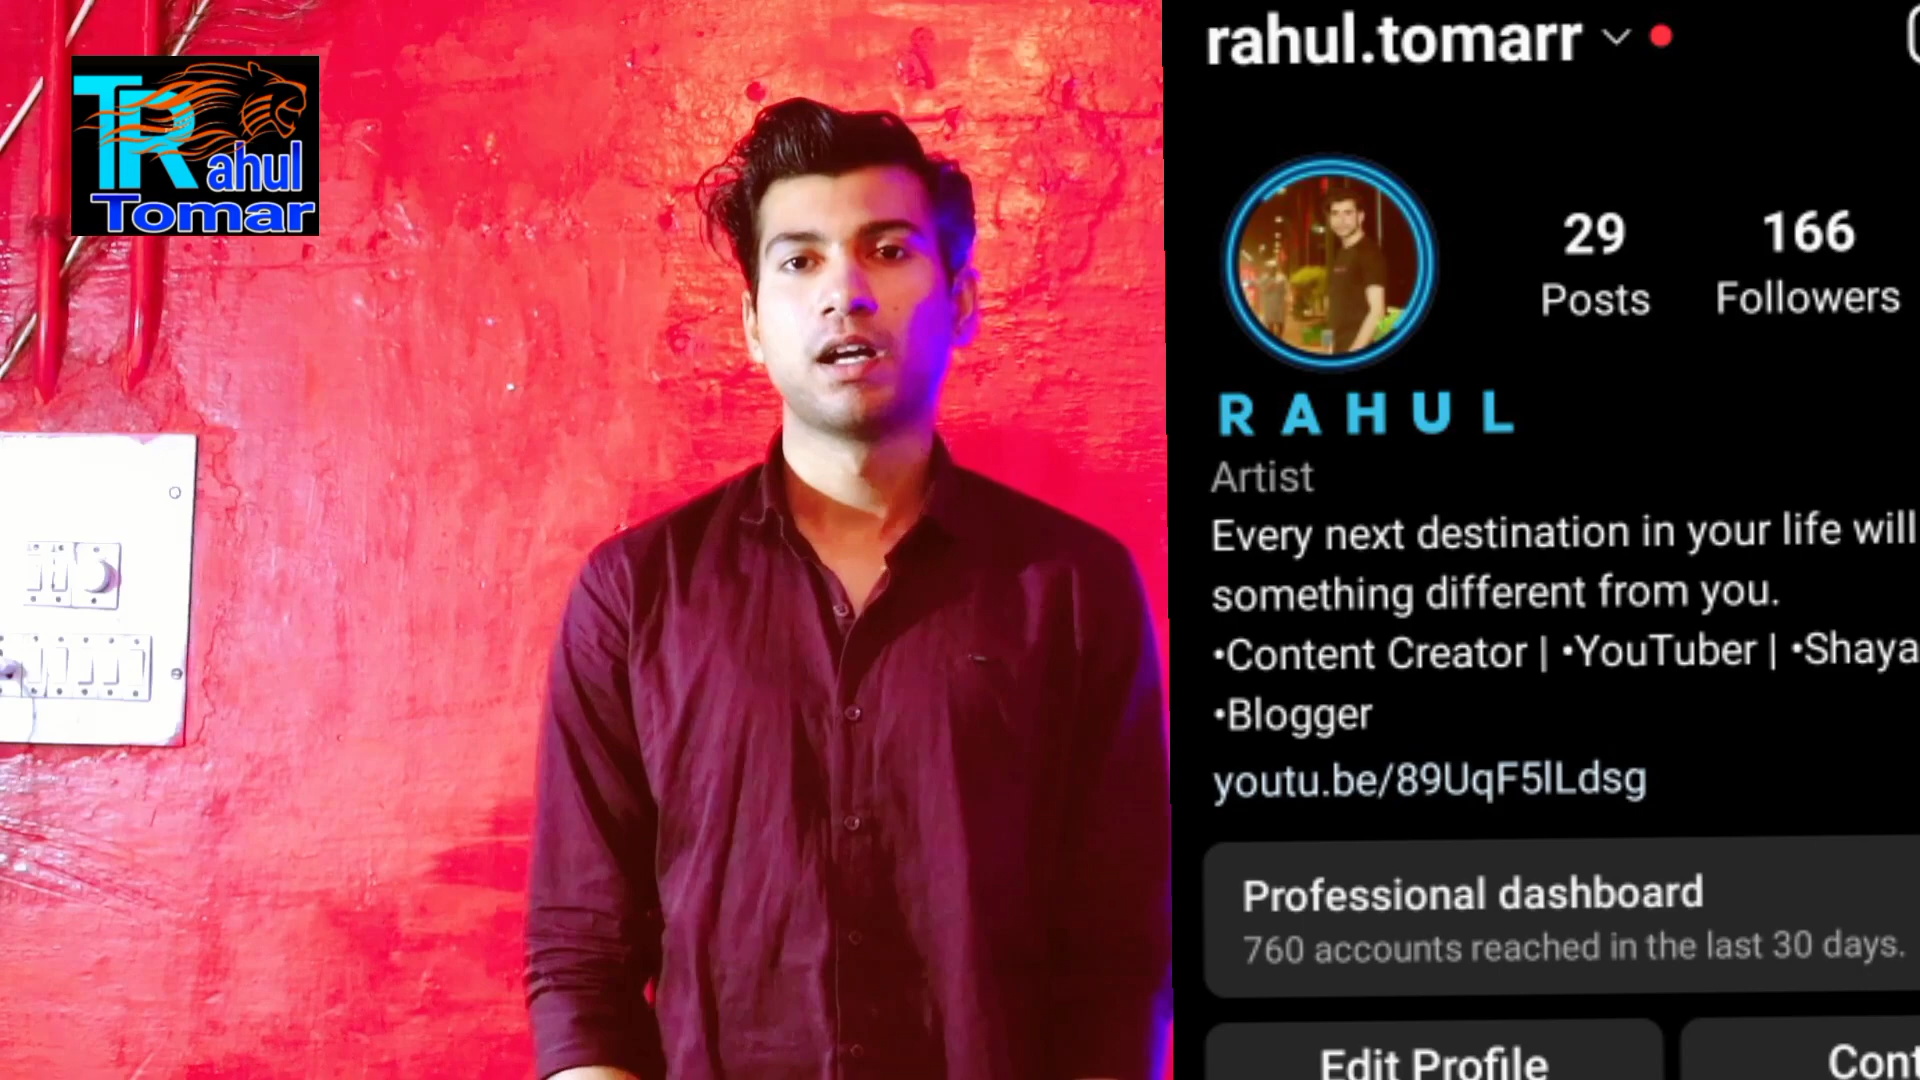 TR
ahul
Tomar
rahul.tomarr
29
Posts
166
Followers
RAHUL
Artist
Every next destination in your life will
something different from you.
•Content Creator | •YouTuber | •Shaya
•Blogger
youtu.be/89UqF5lLdsg
Professional dashboard
760 accounts reached in the last 30 days.
Edit Profile
Cont